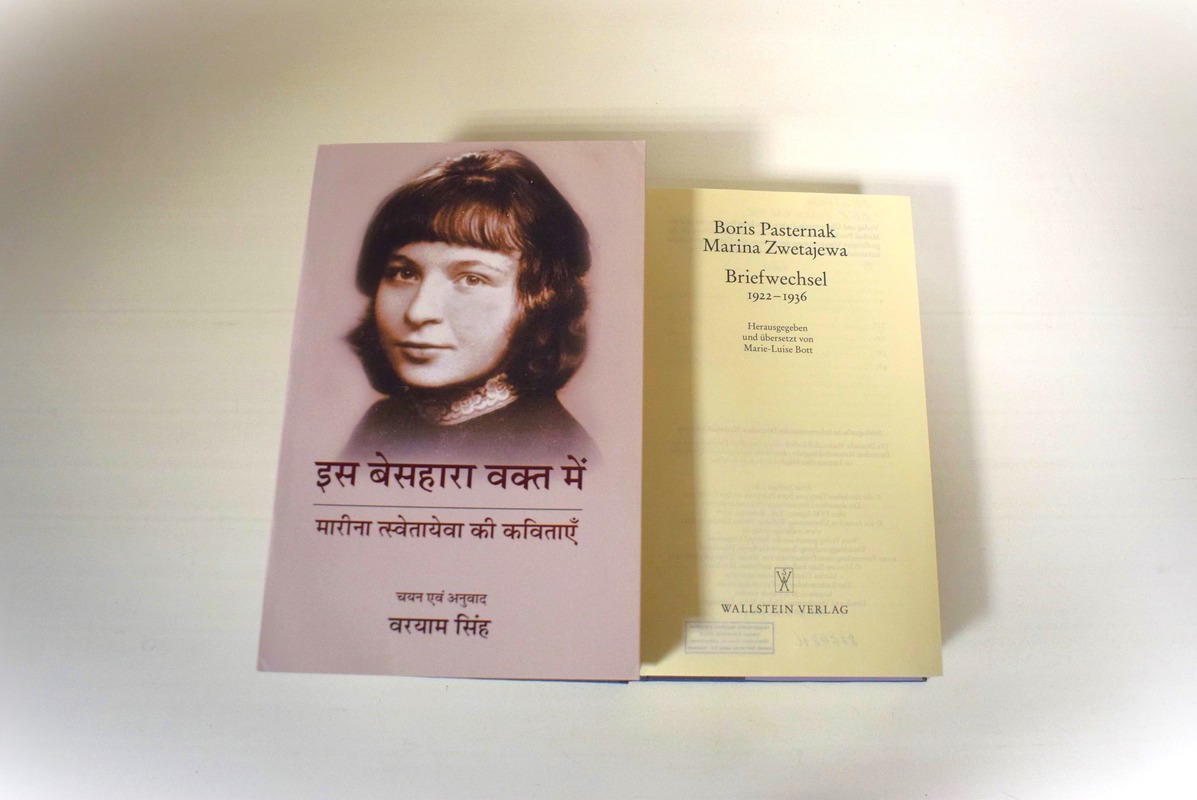 इस बेसहारा वक्त में
मारीना त्स्वेतायेवा की कविताएँ
चयन एवं अनुवाद
वरयाम सिंह
Boris Pasternak
Marina Zwetajewa
Briefwechsel
1922–1936
Herausgegeben
und übersetzt von
Marie-Luise Bott
WALLSTEIN VERLAG